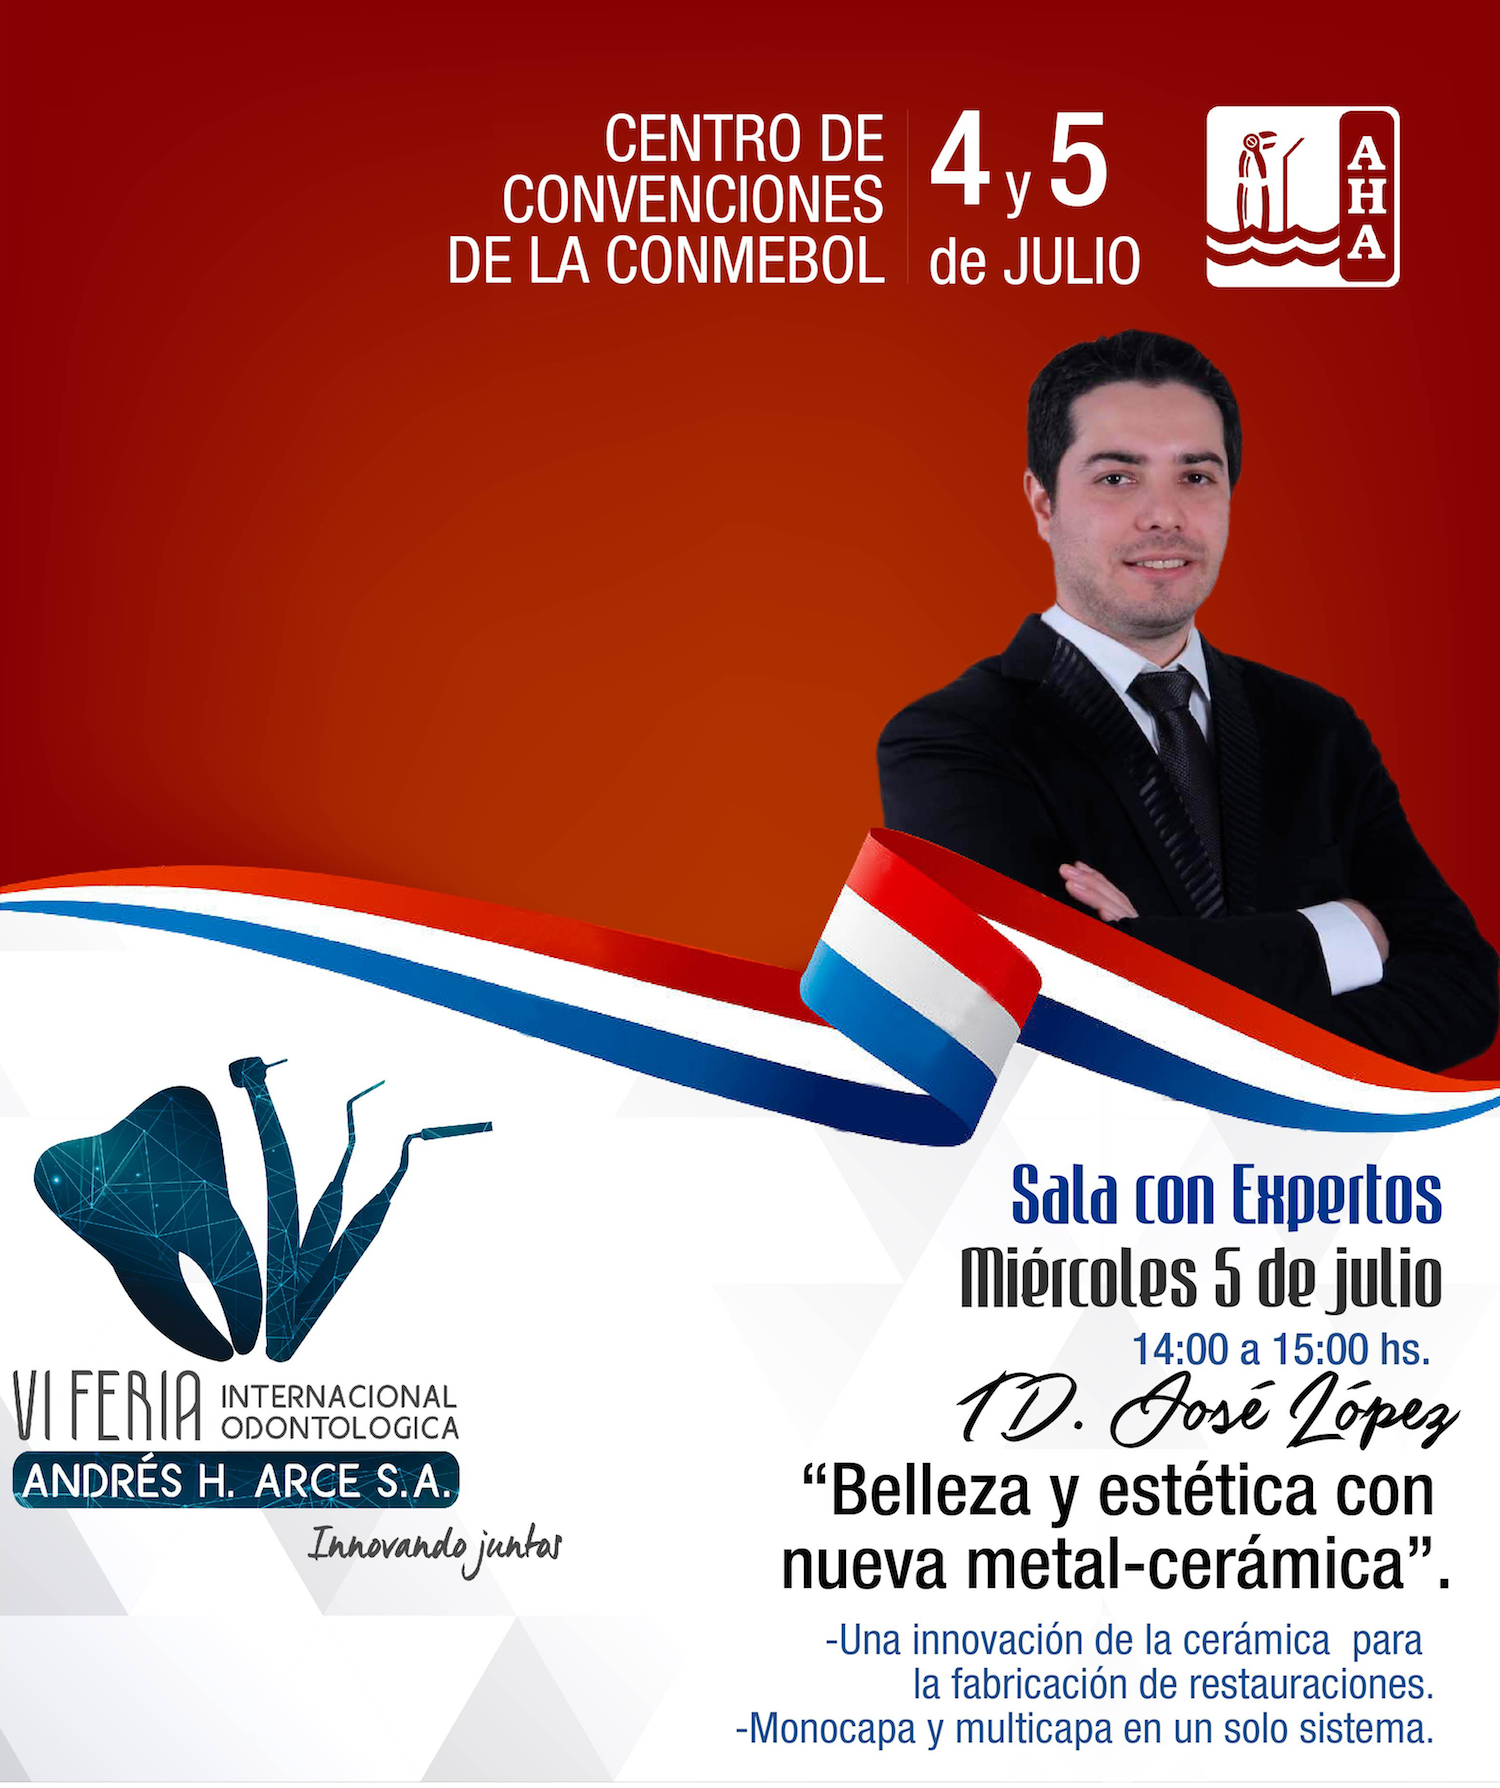 CENTRO DE
CONVENCIONES
DE LA CONMEBOL
4 y 5
de JULIO
AHA
Sala con Expertos
Miércoles 5 de julio
14:00 a 15:00 hs.
TD. José López
“Belleza y estética con
nueva metal-cerámica”.
-Una innovación de la cerámica para
la fabricación de restauraciones.
-Monocapa y multicapa en un solo sistema.
VI FERIA
INTERNACIONAL
ODONTOLOGICA
ANDRÉS H. ARCE S.A.
Innovando juntos